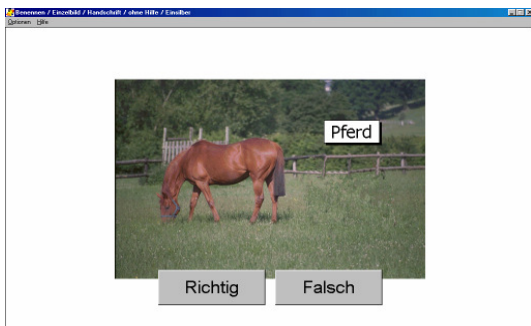 Benennen / Einzelbild / Handschrift / ohne Hilfe / Einsilber
Optionen Hilfe
Pferd
Richtig Falsch